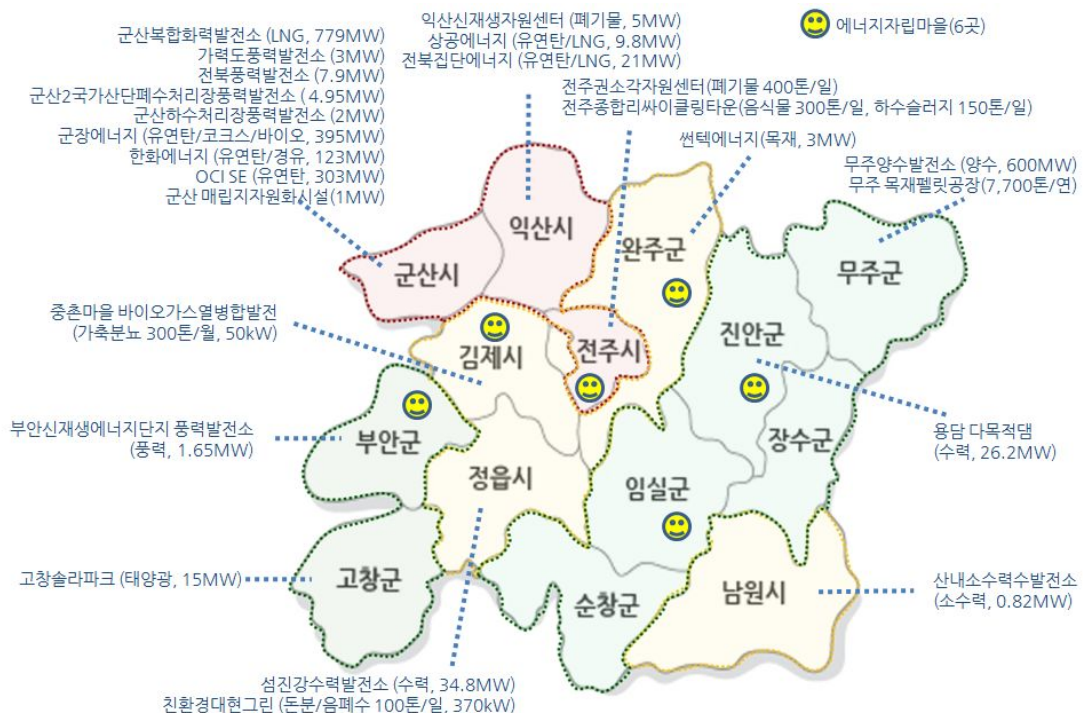 에너지자립마을(6곳)
군산복합화력발전소 (LNG, 779MW)
가력도풍력발전소 (3MW)
전북풍력발전소 (7.9MW)
군산2국가산단폐수처리장풍력발전소 ( 4.95MW)
군산하수처리장풍력발전소 (2MW)
군장에너지 (유연탄/코크스/바이오, 395MW)
한화에너지 (유연탄/경유, 123MW)
OCI SE (유연탄, 303MW)
군산 매립지자원화시설(1MW)
익산신재생자원센터 (폐기물, 5MW)
상공에너지 (유연탄/LNG, 9.8MW)
전북집단에너지 (유연탄/LNG, 21MW)
전주권소각자원센터(폐기물 400톤/일)
전주종합리싸이클링타운(음식물 300톤/일, 하수슬러지 150톤/일)
썬텍에너지(목재, 3MW)
무주양수발전소 (양수, 600MW)
무주 목재펠릿공장(7,700톤/연)
익산시
완주군
군산시
무주군
중촌마을 바이오가스열병합발전
(가축분뇨 300톤/월, 50kW)
김제시
전주시
진안군
부안신재생에너지단지 풍력발전소
(풍력, 1.65MW)
부안군
장수군
용담 다목적댐
(수력, 26.2MW)
정읍시
임실군
고창솔라파크 (태양광, 15MW)
고창군
순창군
남원시
산내소수력수발전소
(소수력, 0.82MW)
섬진강수력발전소 (수력, 34.8MW)
친환경대현그린 (돈분/음폐수 100톤/일, 370kW)